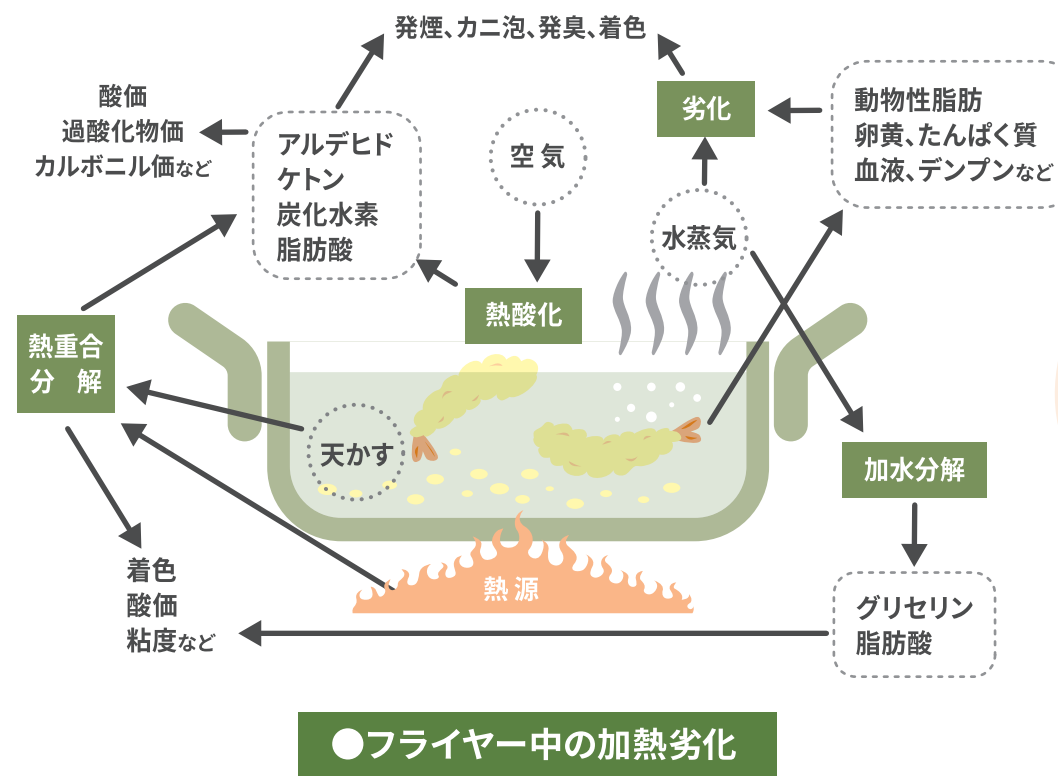 発煙、カニ泡、発臭、着色
酸価
過酸化物価
カルボニル価など
アルデヒド
ケトン
炭化水素
脂肪酸
空気
劣化
動物性脂肪
卵黄、たんぱく質
血液、デンプンなど
水蒸気
熱酸化
熱重合
分　解
天かす
加水分解
着色
酸価
粘度など
熱源
グリセリン
脂肪酸
●フライヤー中の加熱劣化